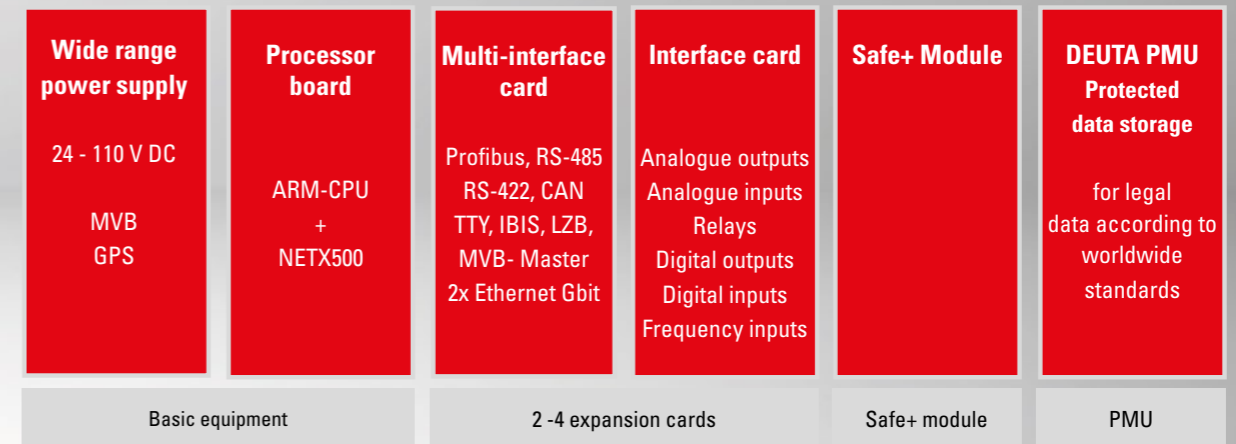 Wide range
power supply
24 - 110 V DC
MVB
GPS
Processor
board
ARM-CPU
+
NETX500
Multi-interface
card
Profibus, RS-485
RS-422, CAN
TTY, IBIS, LZB,
MVB- Master
2x Ethernet Gbit
Interface card
Analogue outputs
Analogue inputs
Relays
Digital outputs
Digital inputs
Frequency inputs
Safe+ Module
DEUTA PMU
Protected
data storage
for legal
data according to
worldwide
standards
Basic equipment
2 -4 expansion cards
Safe+ module
PMU